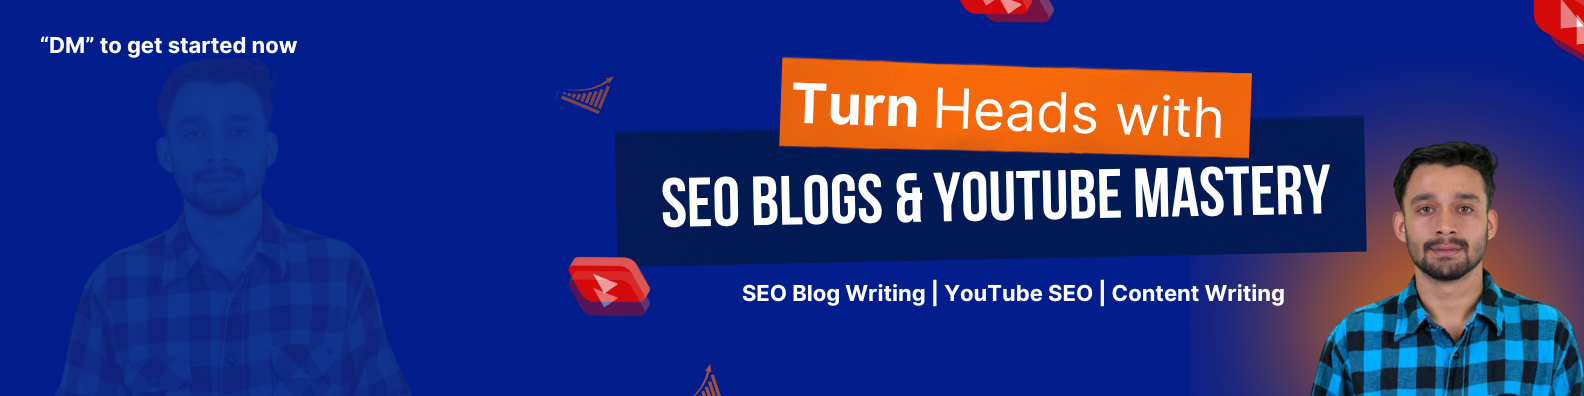 “DM” to get started now
Turn Heads with
SEO BLOGS & YOUTUBE MASTERY
SEO Blog Writing | YouTube SEO | Content Writing